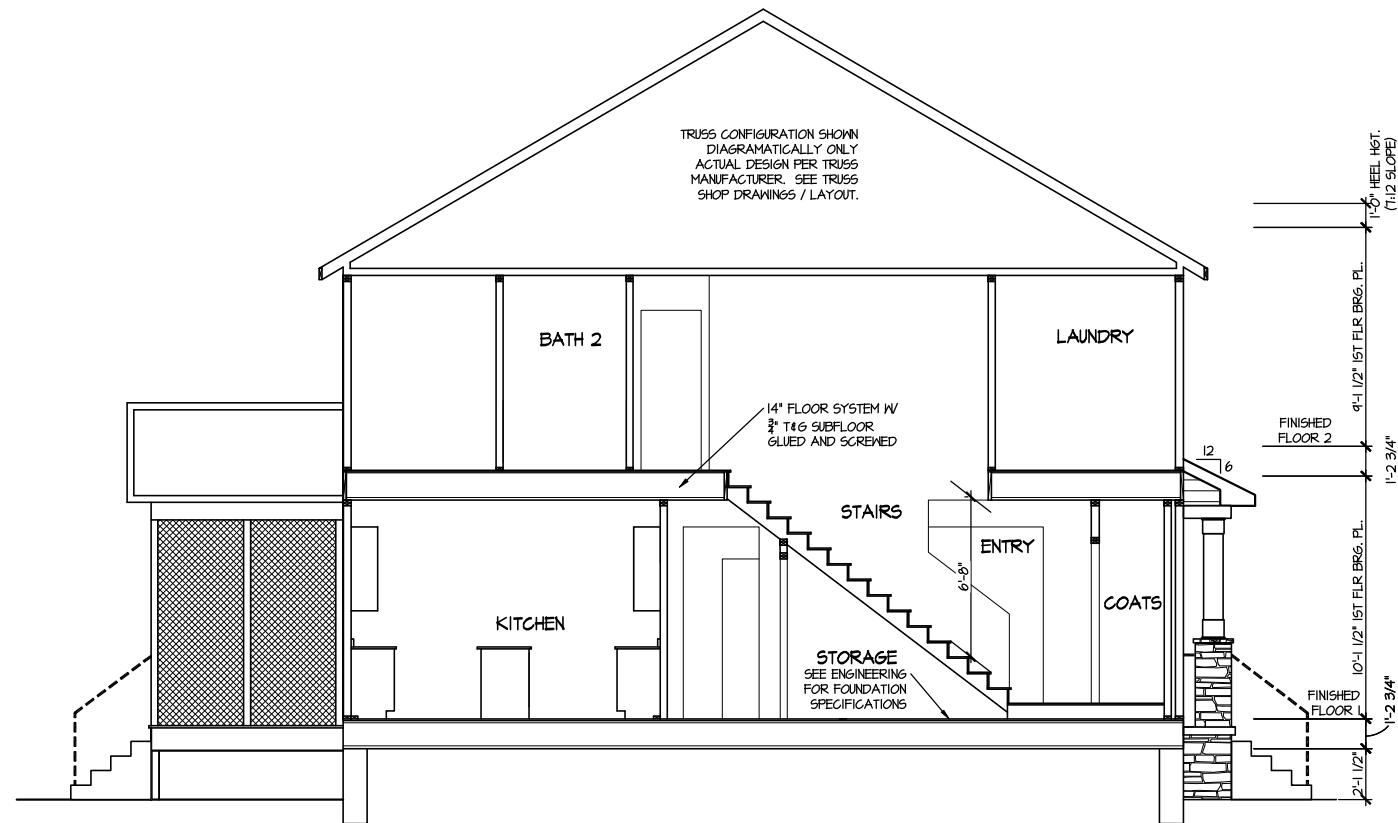 TRUSS CONFIGURATION SHOWN
DIAGRAMATICALLY ONLY
ACTUAL DESIGN PER TRUSS
MANUFACTURER. SEE TRUSS
SHOP DRAWINGS / LAYOUT.
1'-0" HEEL HGT.
(7:12 SLOPE)
BATH 2
LAUNDRY
9'-1 1/2" 1ST FLR BRG. PL.
14" FLOOR SYSTEM W/
3/4" T&G SUBFLOOR
GLUED AND SCREWED
FINISHED
FLOOR 2
1'-2 3/4"
12
6
STAIRS
ENTRY
6'-8"
COATS
KITCHEN
10'-1 1/2" 1ST FLR BRG. PL.
STORAGE
SEE ENGINEERING
FOR FOUNDATION
SPECIFICATIONS
FINISHED
FLOOR 1
1'-2 3/4"
2'-1 1/2"